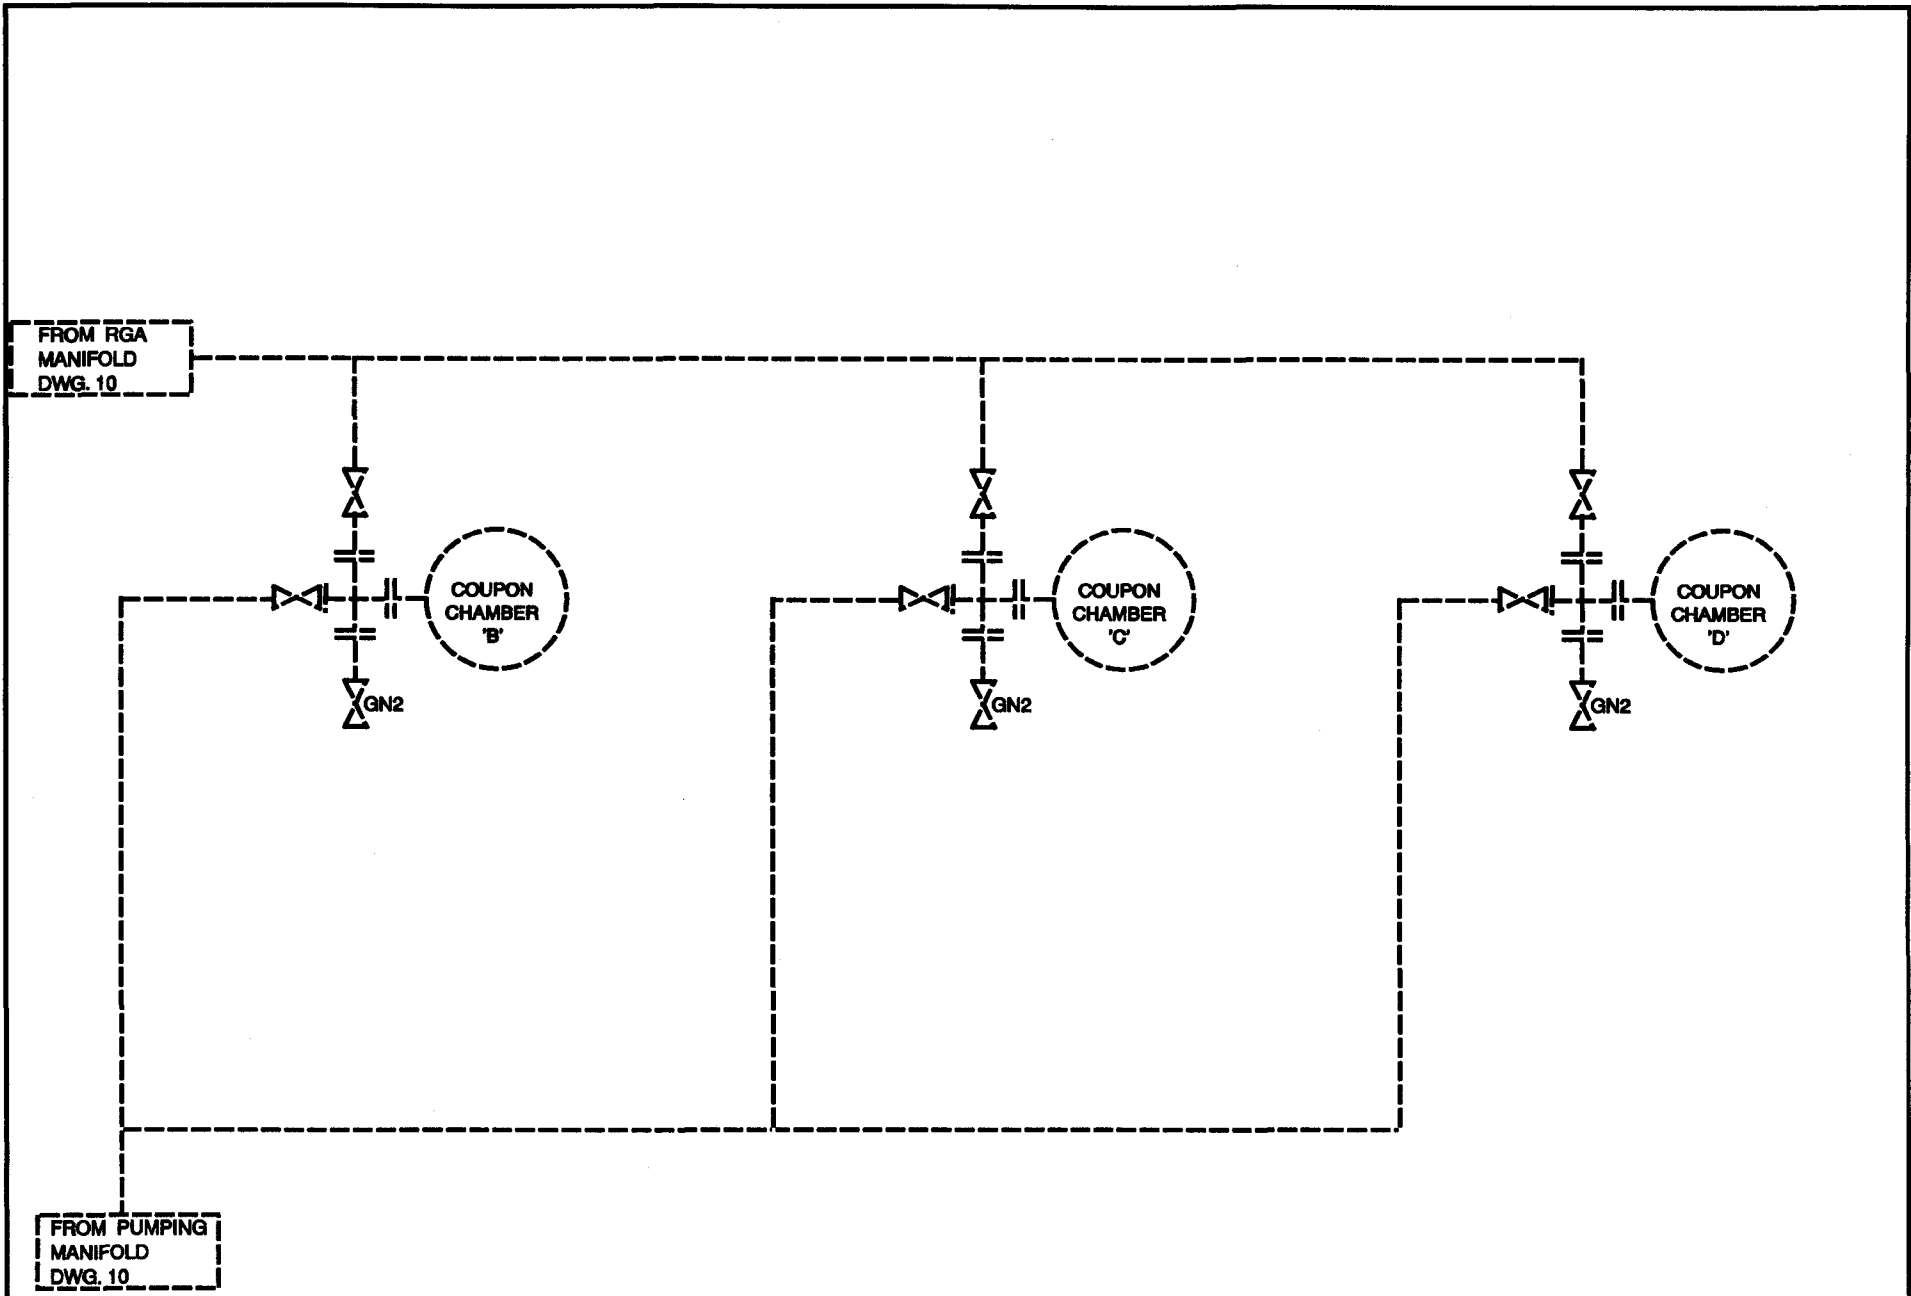 FROM RGA
MANIFOLD
DWG. 10
COUPON
CHAMBER
'B'
GN2
COUPON
CHAMBER
'C'
GN2
COUPON
CHAMBER
'D'
GN2
FROM PUMPING
MANIFOLD
DWG. 10